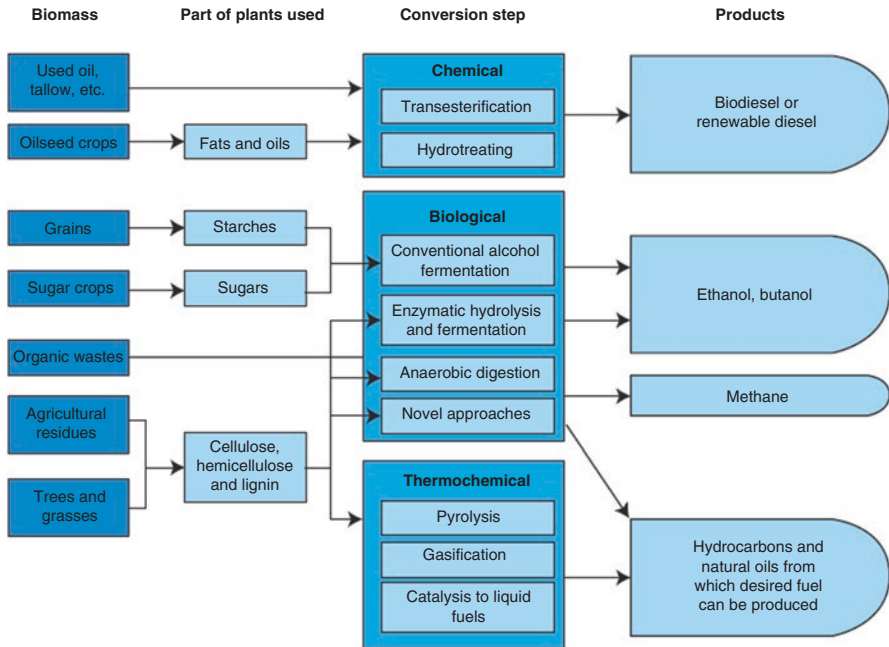 Biomass
Part of plants used
Conversion step
Products
Used oil,
tallow, etc.
Oilseed crops
Fats and oils
Chemical
Transesterification
Hydrotreating
Biodiesel or
renewable diesel
Grains
Starches
Sugar crops
Sugars
Organic wastes
Biological
Conventional alcohol
fermentation
Enzymatic hydrolysis
and fermentation
Anaerobic digestion
Novel approaches
Ethanol, butanol
Methane
Agricultural
residues
Trees and
grasses
Cellulose,
hemicellulose
and lignin
Thermochemical
Pyrolysis
Gasification
Catalysis to liquid
fuels
Hydrocarbons and
natural oils from
which desired fuel
can be produced